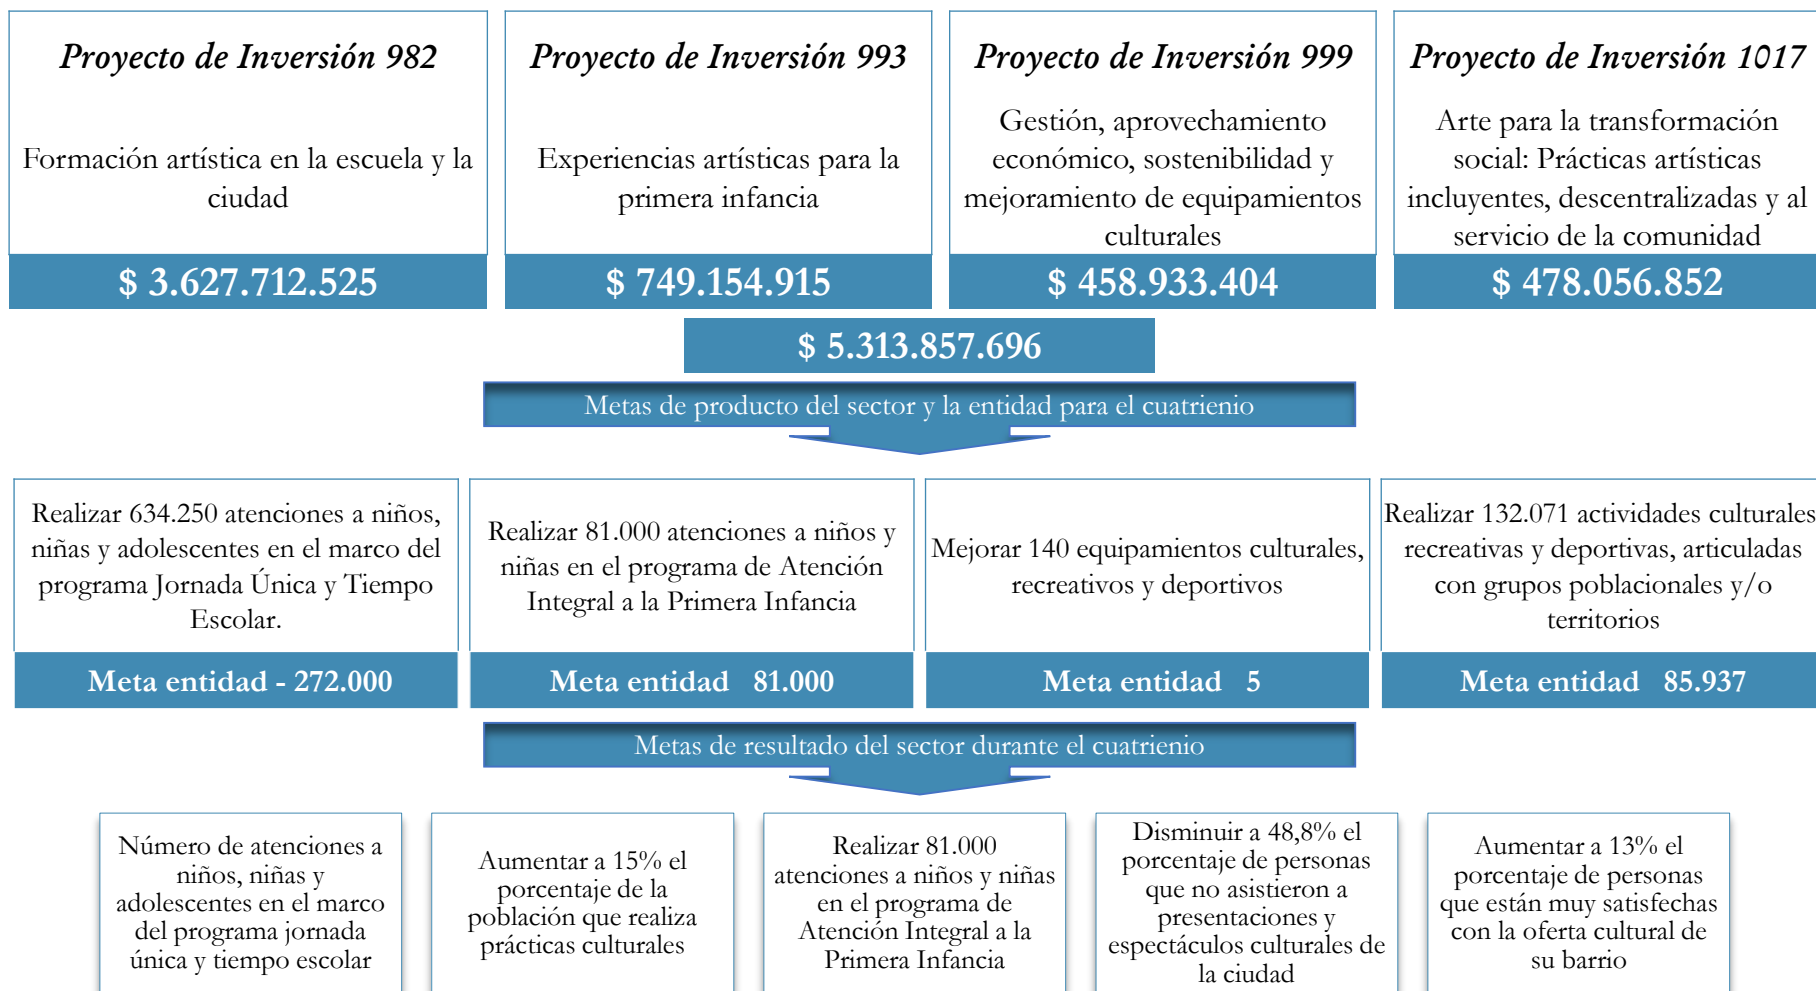 Proyecto de Inversión 982
Formación artística en la escuela y la
ciudad
$ 3.627.712.525
Proyecto de Inversión 993
Experiencias artísticas para la
primera infancia
$ 749.154.915
Proyecto de Inversión 999
Gestión, aprovechamiento
económico, sostenibilidad y
mejoramiento de equipamientos
culturales
$ 458.933.404
Proyecto de Inversión 1017
Arte para la transformación
social: Prácticas artísticas
incluyentes, descentralizadas y al
servicio de la comunidad
$ 478.056.852
$ 5.313.857.696
Metas de producto del sector y la entidad para el cuatrienio
Realizar 634.250 atenciones a niños,
niñas y adolescentes en el marco del
programa Jornada Única y Tiempo
Escolar.
Meta entidad - 272.000
Realizar 81.000 atenciones a niños y
niñas en el programa de Atención
Integral a la Primera Infancia
Meta entidad 81.000
Mejorar 140 equipamientos culturales,
recreativos y deportivos
Meta entidad 5
Realizar 132.071 actividades culturales
recreativas y deportivas, articuladas
con grupos poblacionales y/o
territorios
Meta entidad 85.937
Metas de resultado del sector durante el cuatrienio
Número de atenciones a
niños, niñas y
adolescentes en el marco
del programa jornada
única y tiempo escolar
Aumentar a 15% el
porcentaje de la
población que realiza
prácticas culturales
Realizar 81.000
atenciones a niños y niñas
en el programa de
Atención Integral a la
Primera Infancia
Disminuir a 48,8% el
porcentaje de personas
que no asistieron a
presentaciones y
espectáculos culturales de
la ciudad
Aumentar a 13% el
porcentaje de personas
que están muy satisfechas
con la oferta cultural de
su barrio